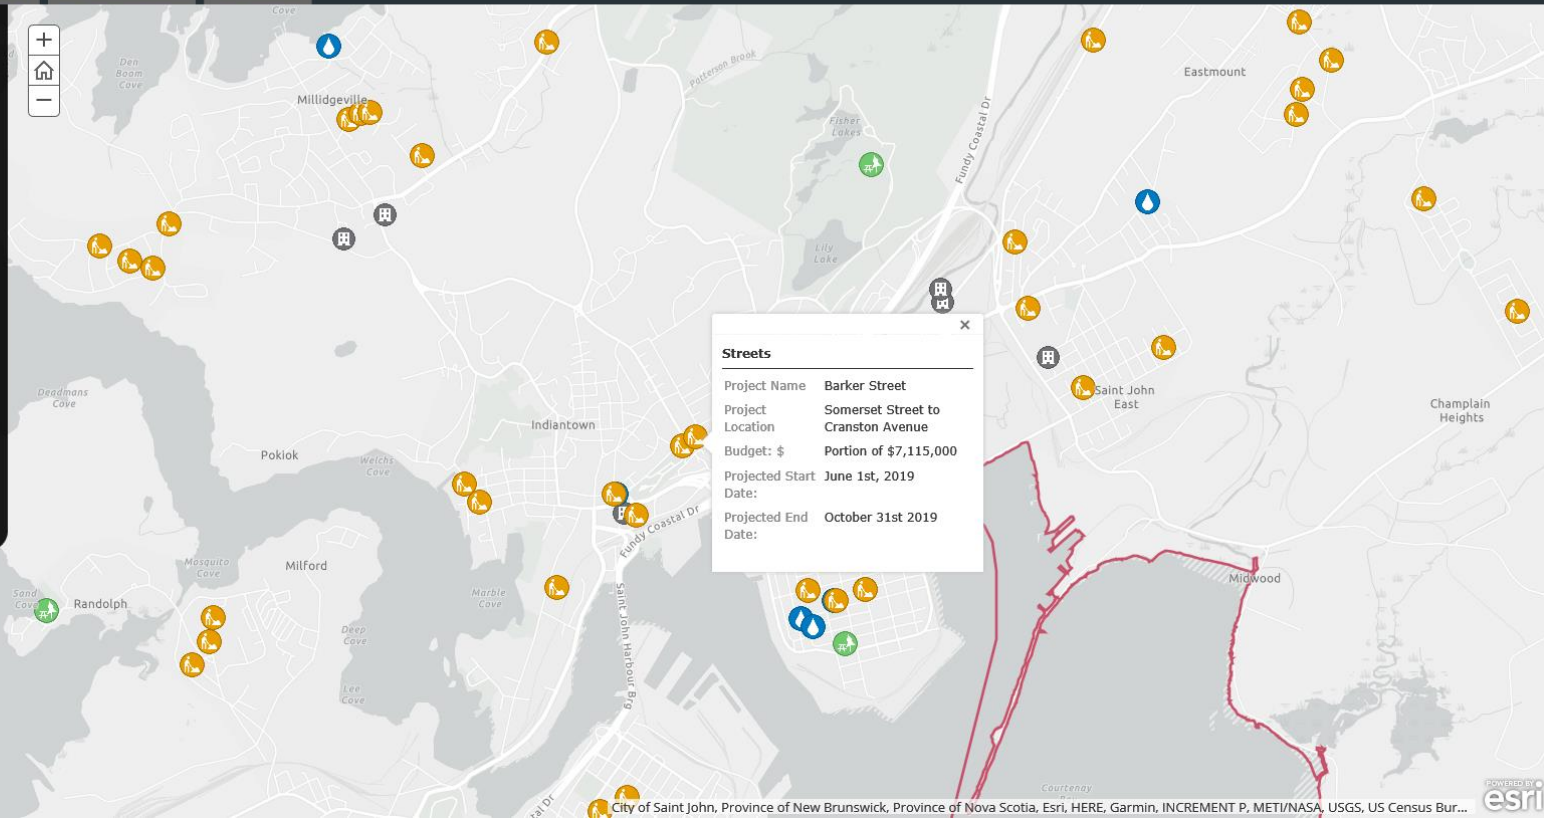 Cove
+
−
Den
Boom
Cove
Millidgeville
Patterson Brook
Fisher
Lakes
Fundy Coastal Dr
Eastmount
Lily
Lake
Deadmans
Cove
Indiantown
Pokiok
Welchs
Cove
Saint John
East
Champlain
Heights
×
Streets
Project Name Barker Street
Project Somerset Street to
Location Cranston Avenue
Budget: $ Portion of $7,115,000
Projected Start June 1st, 2019
Date:
Projected End October 31st 2019
Date:
Fundy Coastal Dr
Mosquito
Cove
Milford
Sand
Cove
Randolph
Marble
Cove
Deep
Cove
Lee
Cove
Saint John Harbour Brg
Midwood
Courtenay
stal Dr
City of Saint John, Province of New Brunswick, Province of Nova Scotia, Esri, HERE, Garmin, INCREMENT P, METI/NASA, USGS, US Census Bur...
POWERED BY
esri